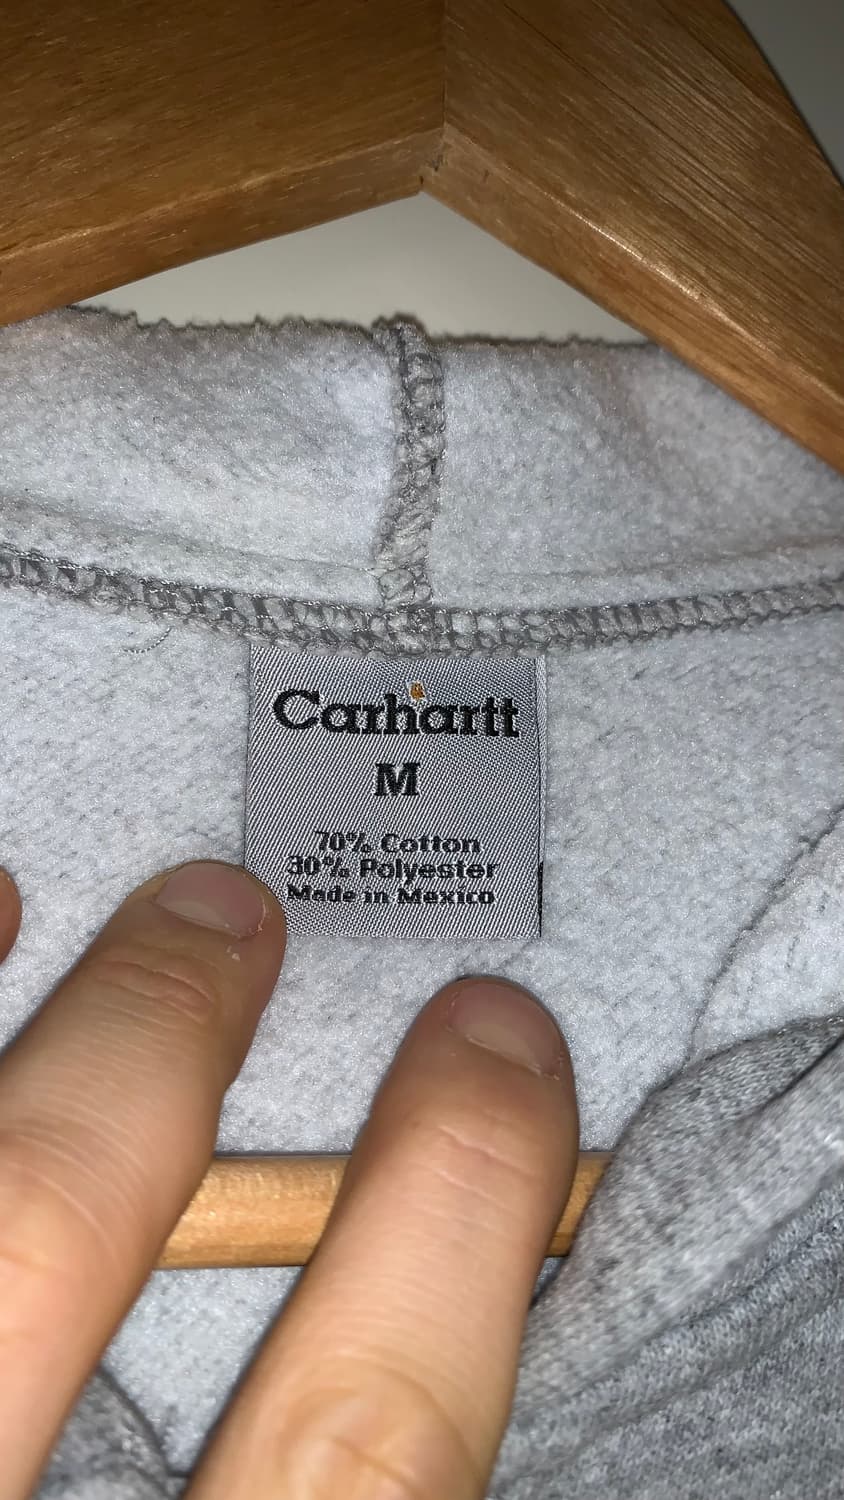 Carhartt
M
70% Cotton
30% Polyester
Made in Mexico